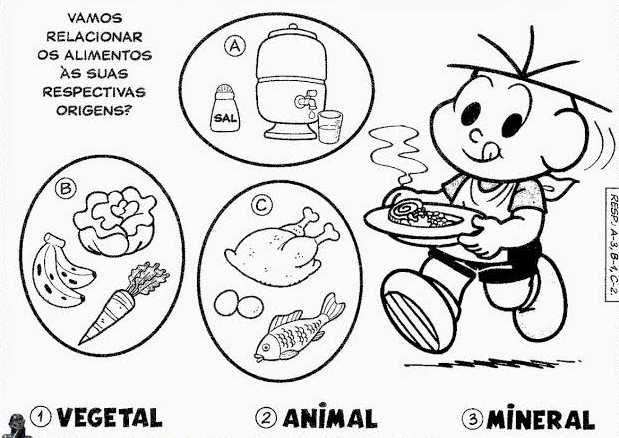 VAMOS
RELACIONAR
OS ALIMENTOS
ÀS SUAS
RESPECTIVAS
ORIGENS?
A
SAL
B
C
RESP.: A-3, B-1, C-2.
1 VEGETAL
2 ANIMAL
3 MINERAL